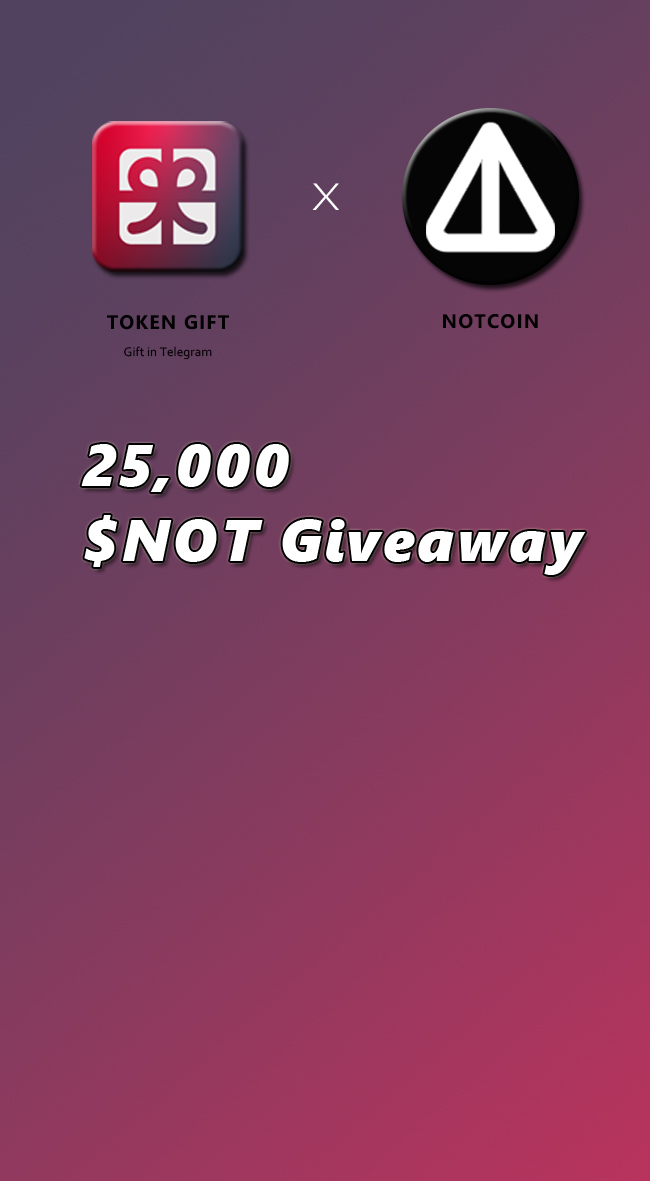 X
TOKEN GIFT
NOTCOIN
Gift in Telegram
25,000
$NOT Giveaway